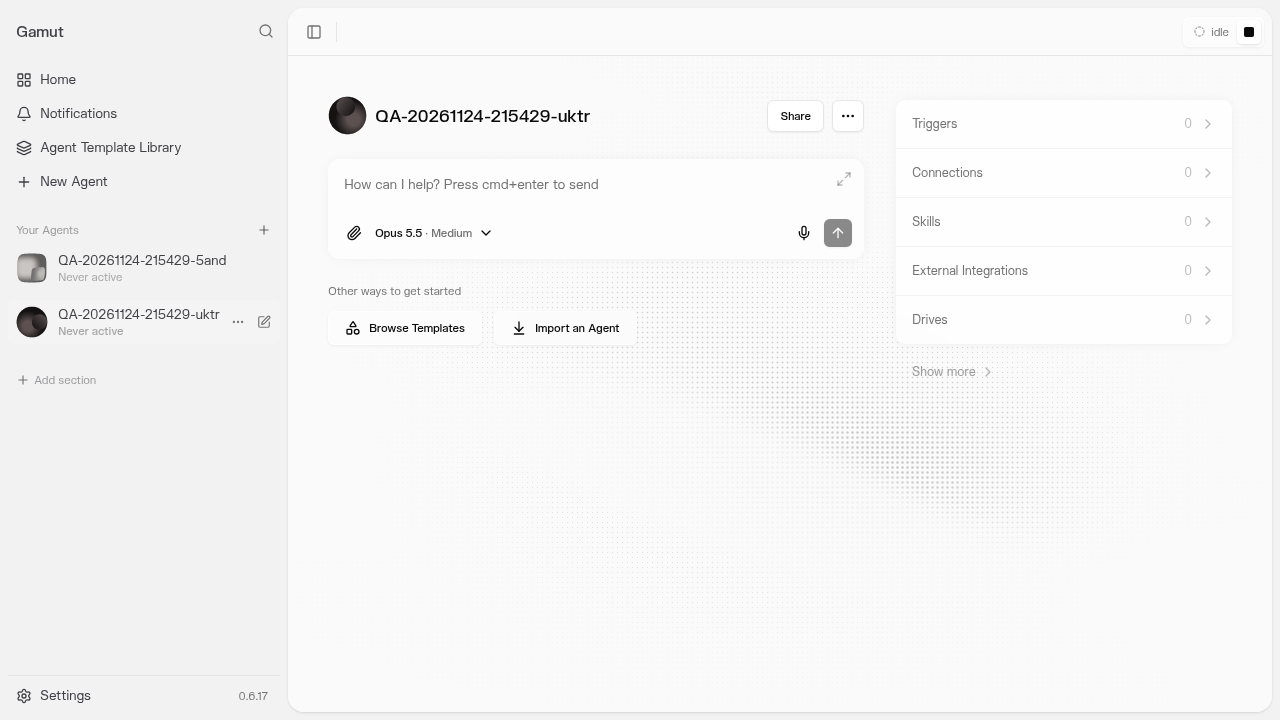 Gamut
Home
Notifications
Agent Template Library
New Agent
Your Agents
QA-20261124-215429-5and
Never active
QA-20261124-215429-uktr
Never active
Add section
Settings
0.6.17
idle
QA-20261124-215429-uktr
Share
How can I help? Press cmd+enter to send
Opus 5.5 · Medium
Other ways to get started
Browse Templates
Import an Agent
Triggers 0
Connections 0
Skills 0
External Integrations 0
Drives 0
Show more